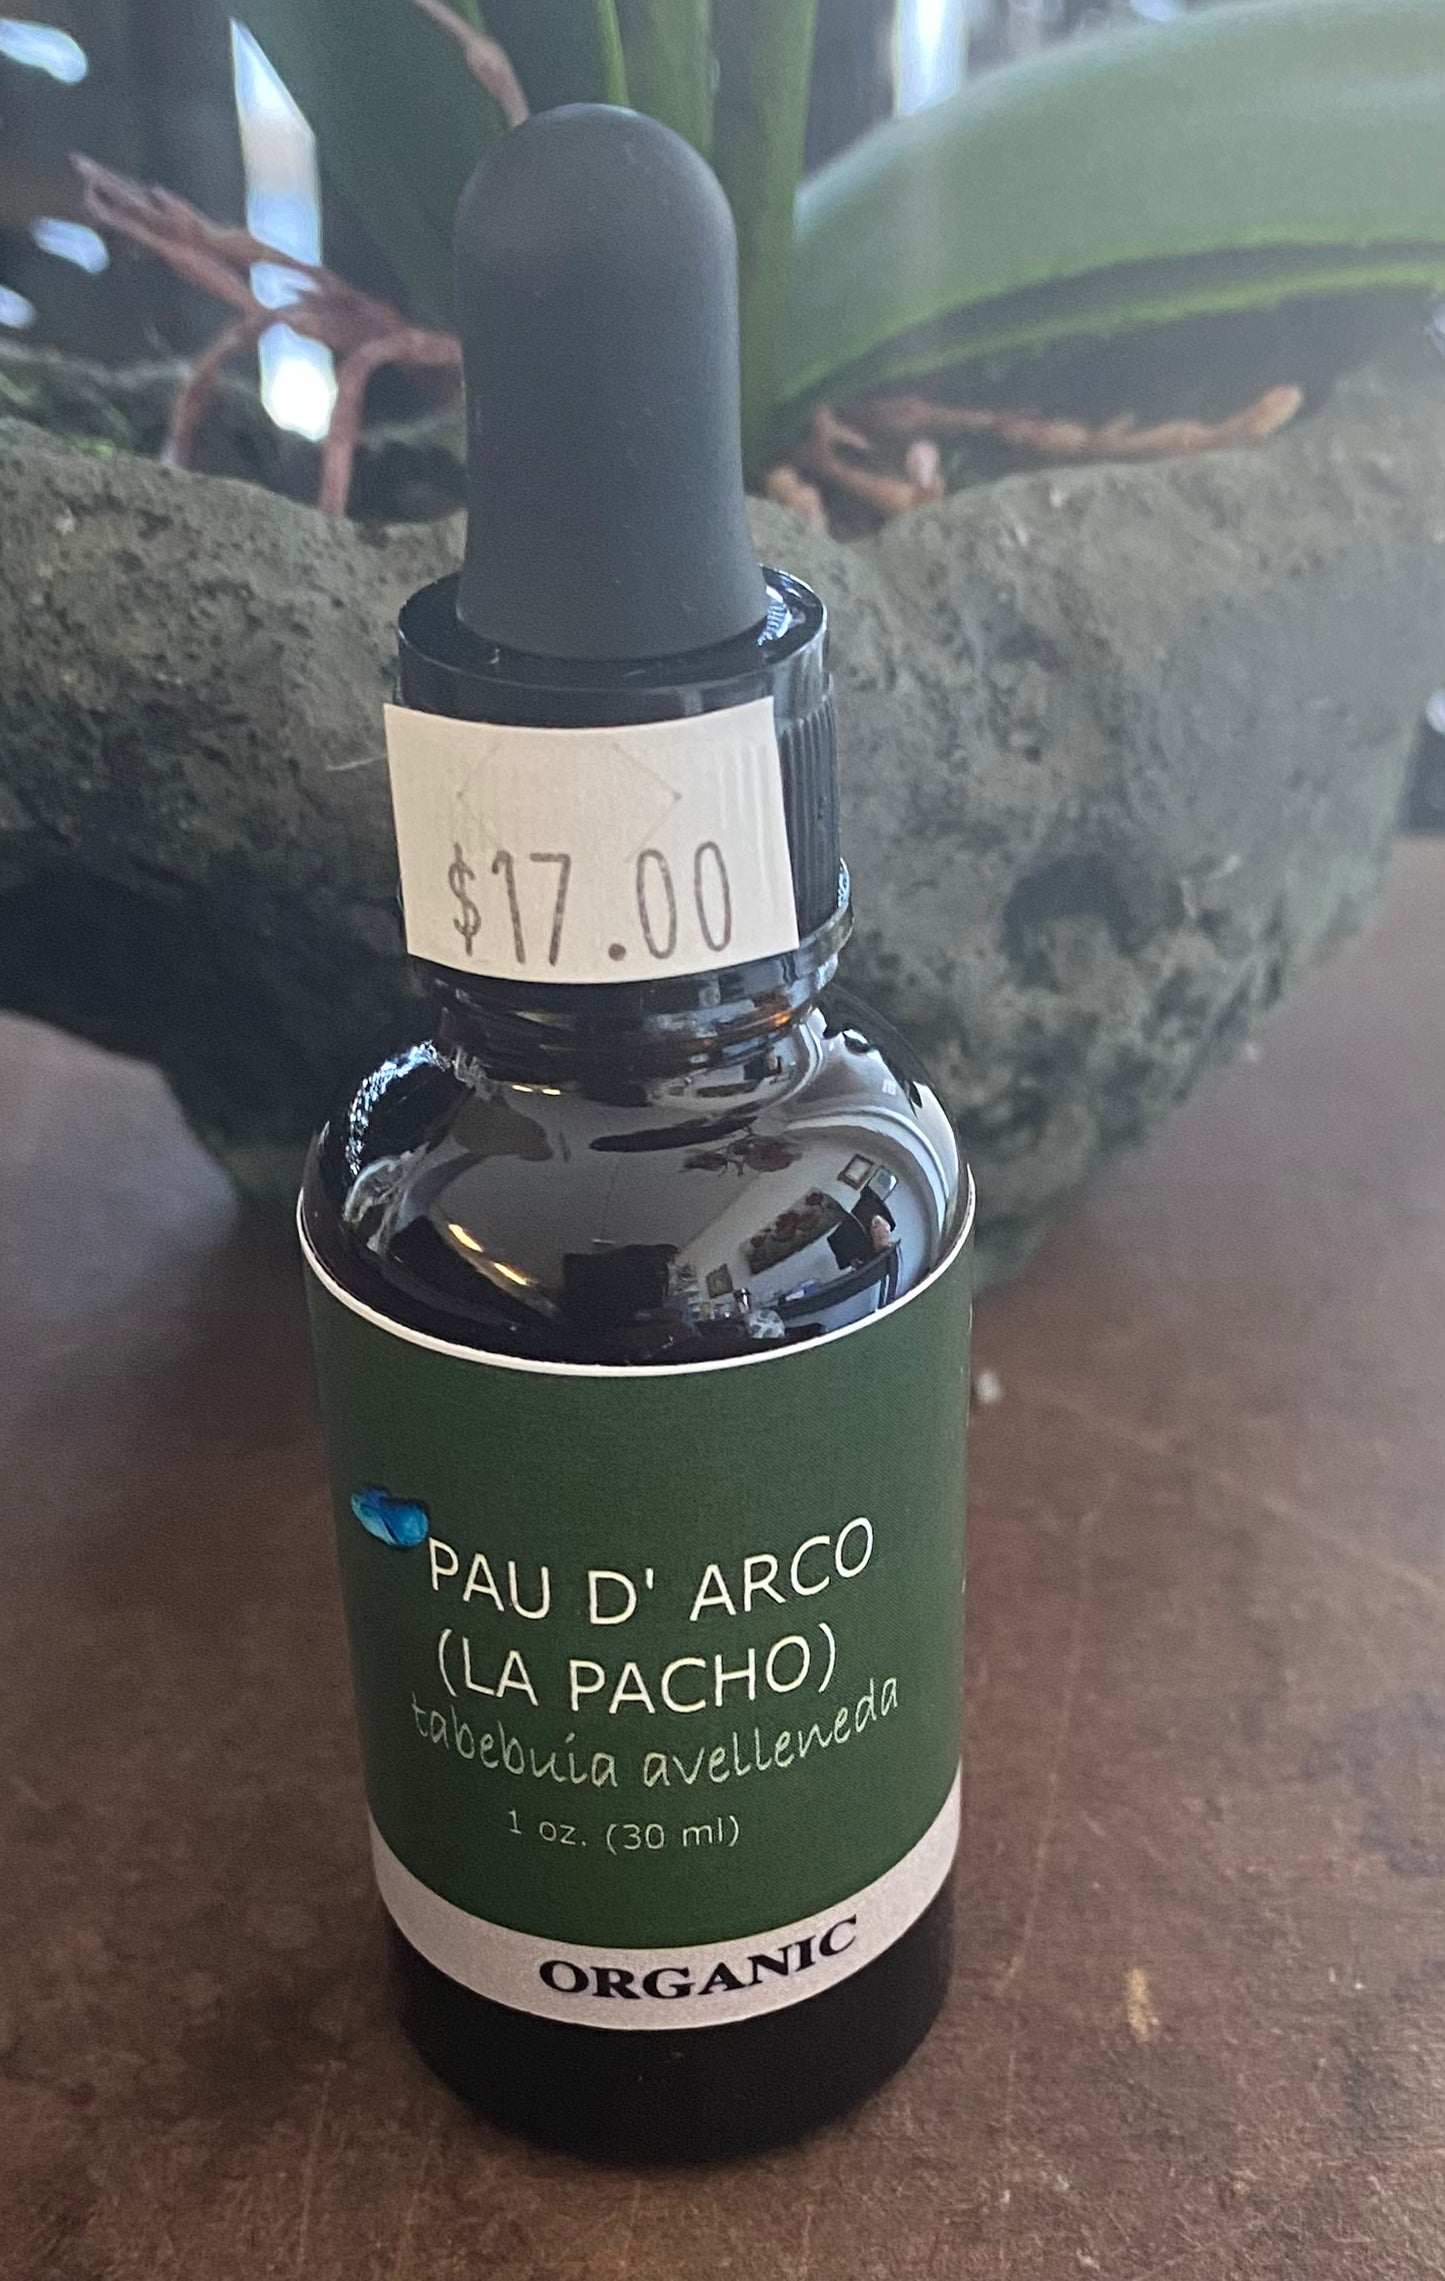 $17.00
PAU D' ARCO
(LA PACHO)
tabebuia avelleneda
1 oz. (30 ml)
ORGANIC